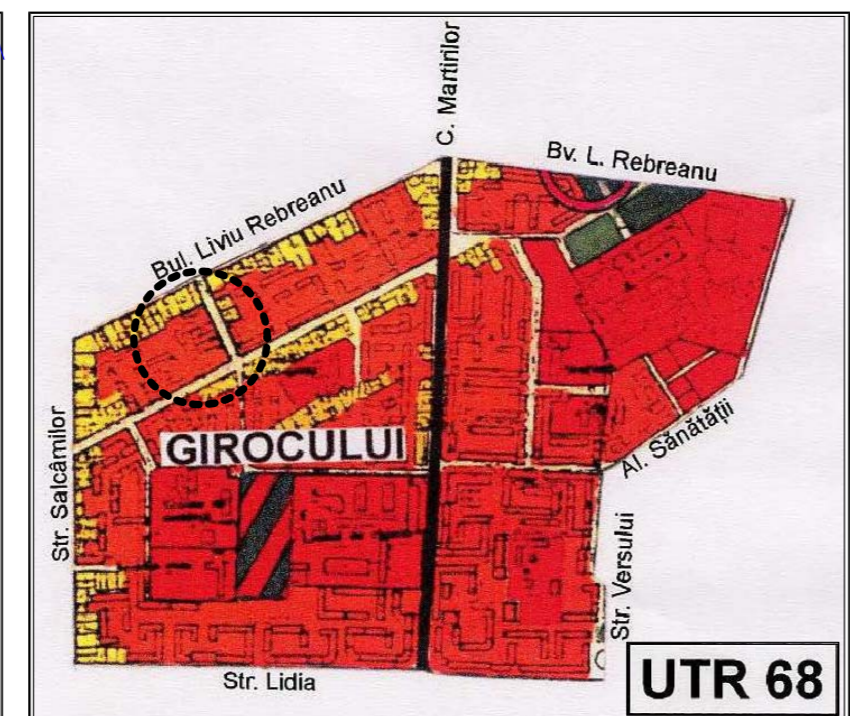 C. Martirilor
Bv. L. Rebreanu
Bul. Liviu Rebreanu
Str. Salcâmilor
GIROCULUI
Al. Sănătății
Str. Versului
Str. Lidia
UTR 68